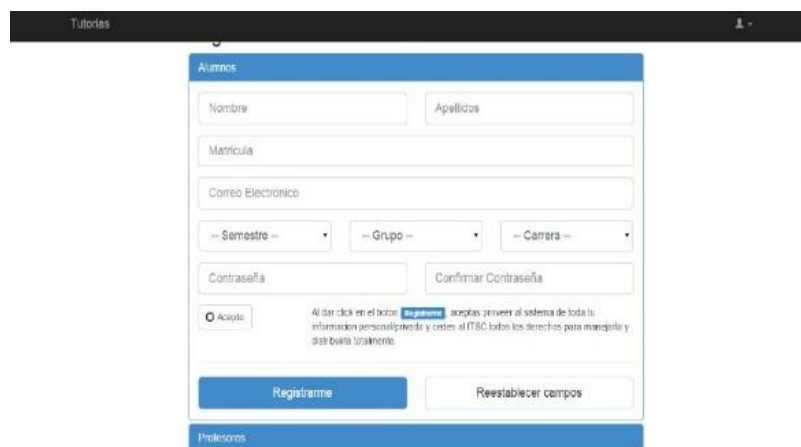 Tutorias
Alumnos
Nombre Apellidos
Matricula
Correo Electronico
-- Semestre -- -- Grupo -- -- Carrera --
Contraseña Confirmar Contraseña
Acepto
Al dar click en el boton Registrarme, aceptas proveer al sistema de toda tu
informacion personal/privada y cedes al ITSC todos los derechos para manejarla y
distribuirla totalmente.
Registrarme Reestablecer campos
Profesores